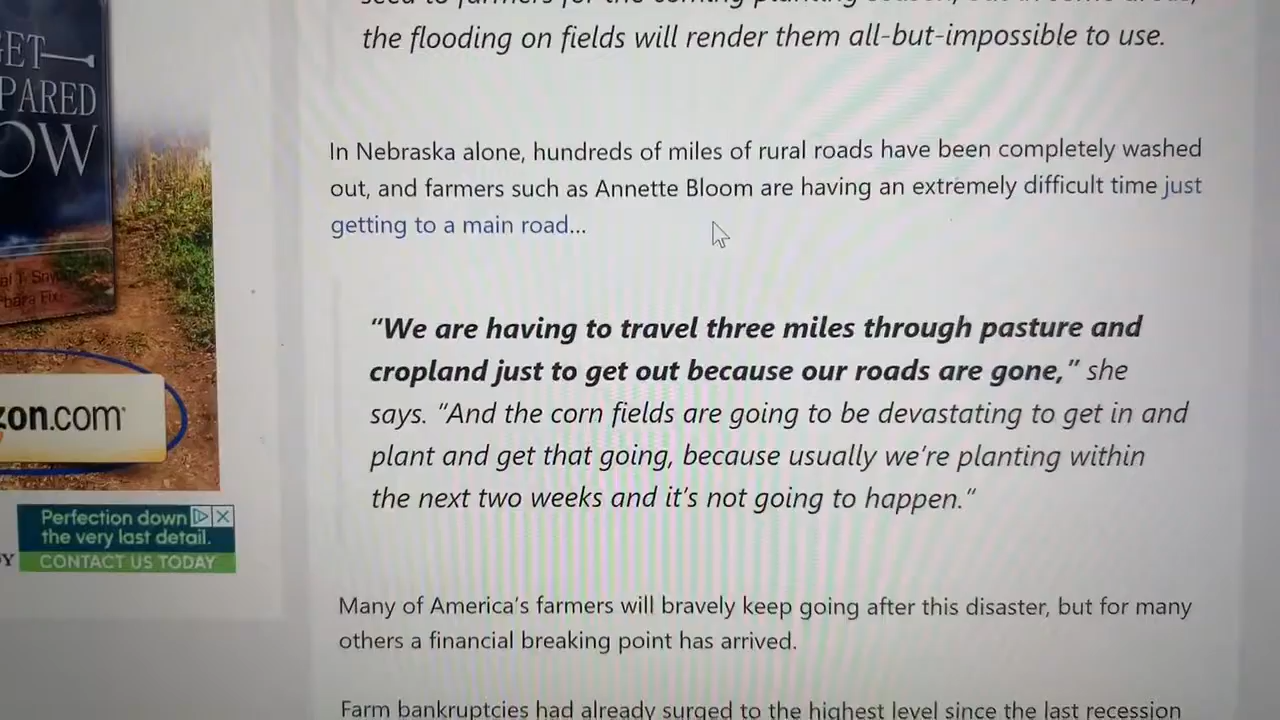 the flooding on fields will render them all-but-impossible to use.
In Nebraska alone, hundreds of miles of rural roads have been completely washed
out, and farmers such as Annette Bloom are having an extremely difficult time just
getting to a main road...
“We are having to travel three miles through pasture and
cropland just to get out because our roads are gone,” she
says. “And the corn fields are going to be devastating to get in and
plant and get that going, because usually we’re planting within
the next two weeks and it’s not going to happen.”
Many of America’s farmers will bravely keep going after this disaster, but for many
others a financial breaking point has arrived.
Farm bankruptcies had already surged to the highest level since the last recession
GET
PARED
OW
zon.com
Perfection down
the very last detail.
CONTACT US TODAY